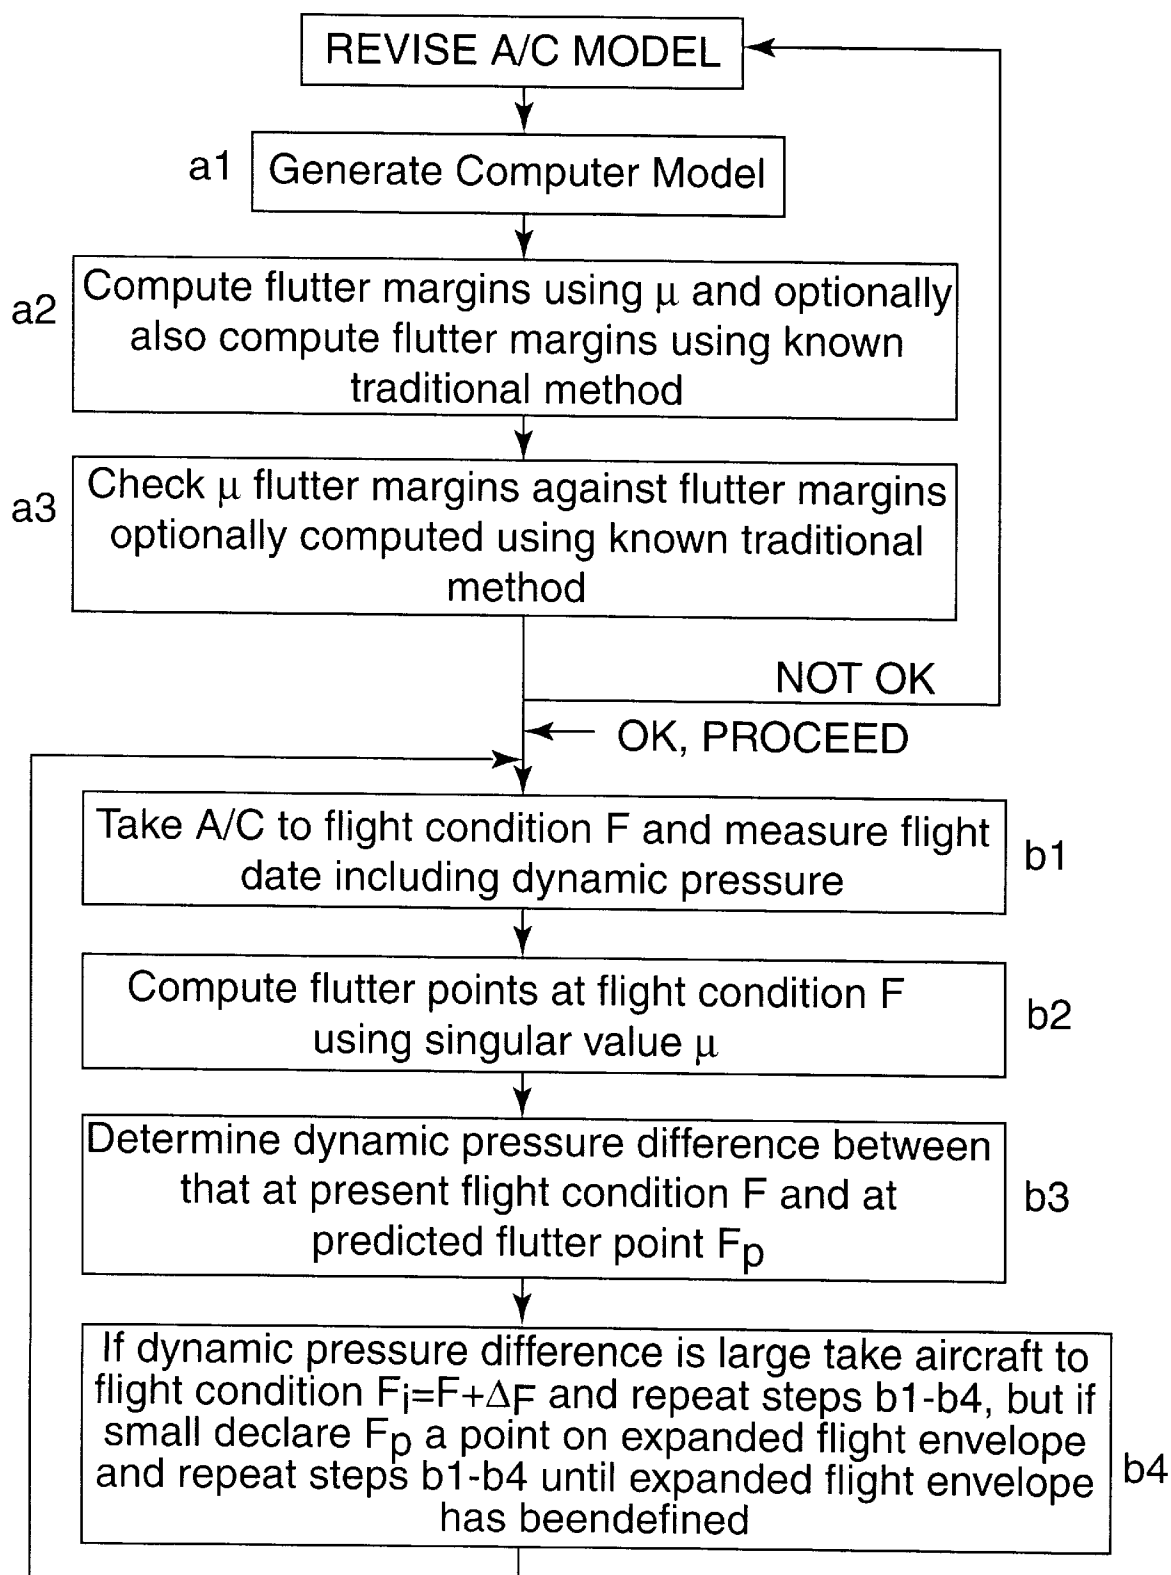 REVISE A/C MODEL
a1
Generate Computer Model
a2
Compute flutter margins using μ and optionally
also compute flutter margins using known
traditional method
a3
Check μ flutter margins against flutter margins
optionally computed using known traditional
method
NOT OK
OK, PROCEED
Take A/C to flight condition F and measure flight
date including dynamic pressure
b1
Compute flutter points at flight condition F
using singular value μ
b2
Determine dynamic pressure difference between
that at present flight condition F and at
predicted flutter point Fp
b3
If dynamic pressure difference is large take aircraft to
flight condition Fi=F+ΔF and repeat steps b1-b4, but if
small declare Fp a point on expanded flight envelope
and repeat steps b1-b4 until expanded flight envelope
has beendefined
b4